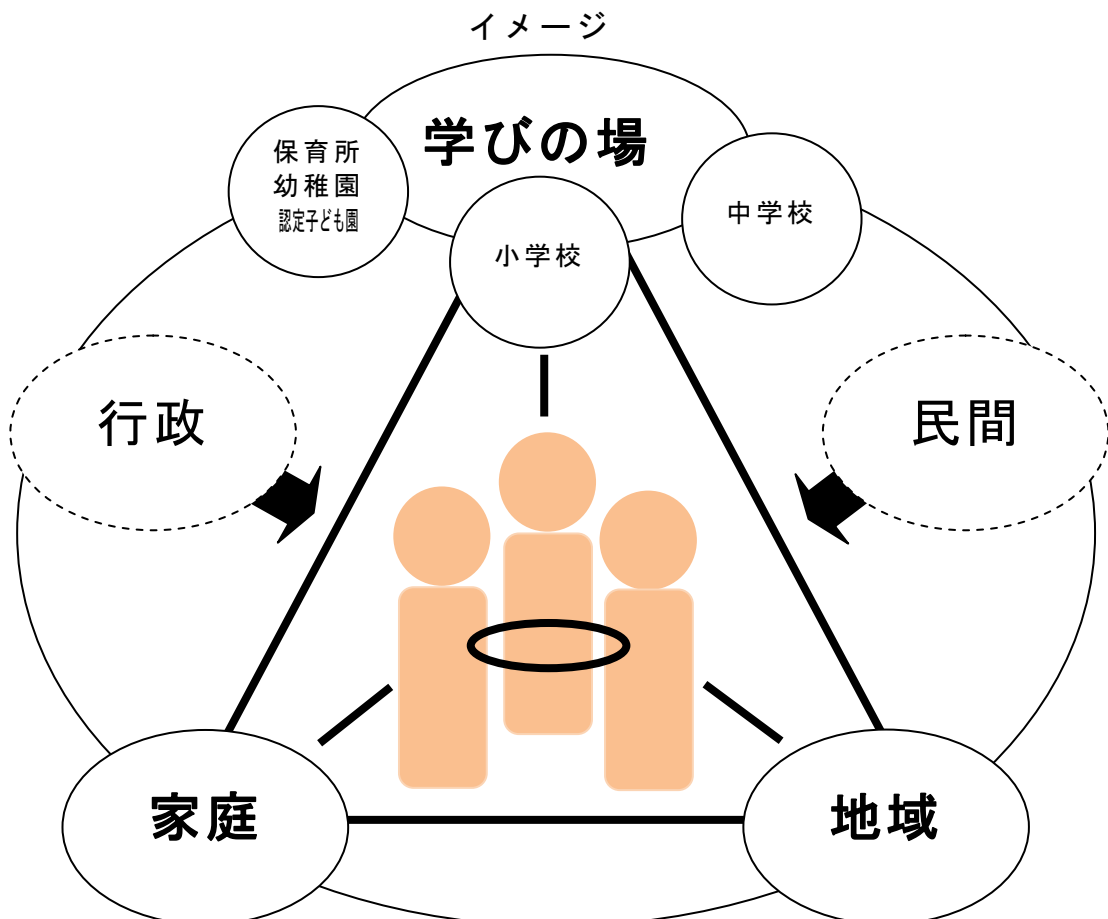 イメージ
学びの場
保育所
幼稚園
認定子ども園
小学校
中学校
行政
民間
家庭
地域